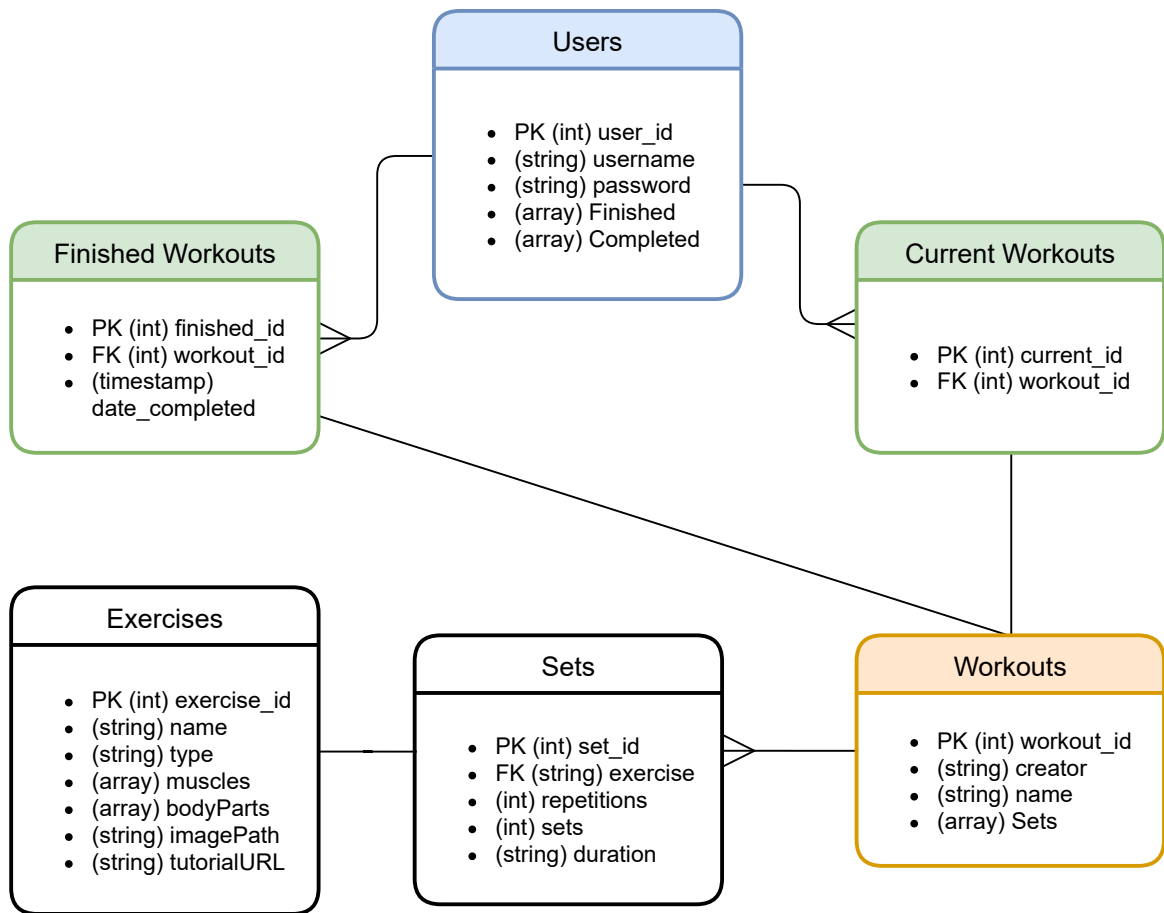 Users
PK (int) user_id
(string) username
(string) password
(array) Finished
(array) Completed
Finished Workouts
PK (int) finished_id
FK (int) workout_id
(timestamp)
date_completed
Current Workouts
PK (int) current_id
FK (int) workout_id
Exercises
PK (int) exercise_id
(string) name
(string) type
(array) muscles
(array) bodyParts
(string) imagePath
(string) tutorialURL
Sets
PK (int) set_id
FK (string) exercise
(int) repetitions
(int) sets
(string) duration
Workouts
PK (int) workout_id
(string) creator
(string) name
(array) Sets